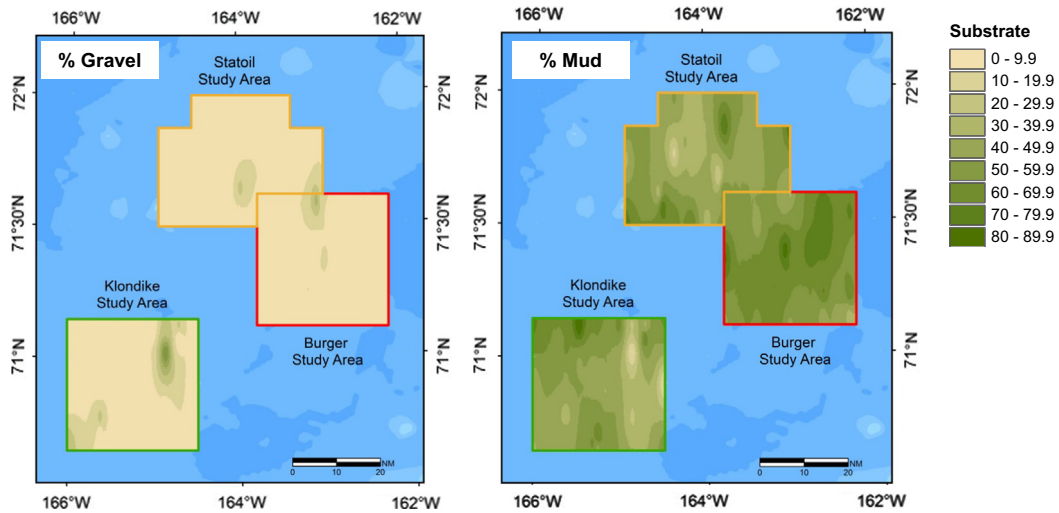 166°W 164°W 162°W
% Gravel
Statoil
Study Area
72°N
72°N
71°30'N
71°30'N
Klondike
Study Area
Burger
Study Area
71°N
71°N
0 10 20 NM
166°W 164°W 162°W
166°W 164°W 162°W
% Mud
Statoil
Study Area
72°N
72°N
71°30'N
71°30'N
Klondike
Study Area
Burger
Study Area
71°N
71°N
0 10 20 NM
166°W 164°W 162°W
Substrate
0 - 9.9
10 - 19.9
20 - 29.9
30 - 39.9
40 - 49.9
50 - 59.9
60 - 69.9
70 - 79.9
80 - 89.9